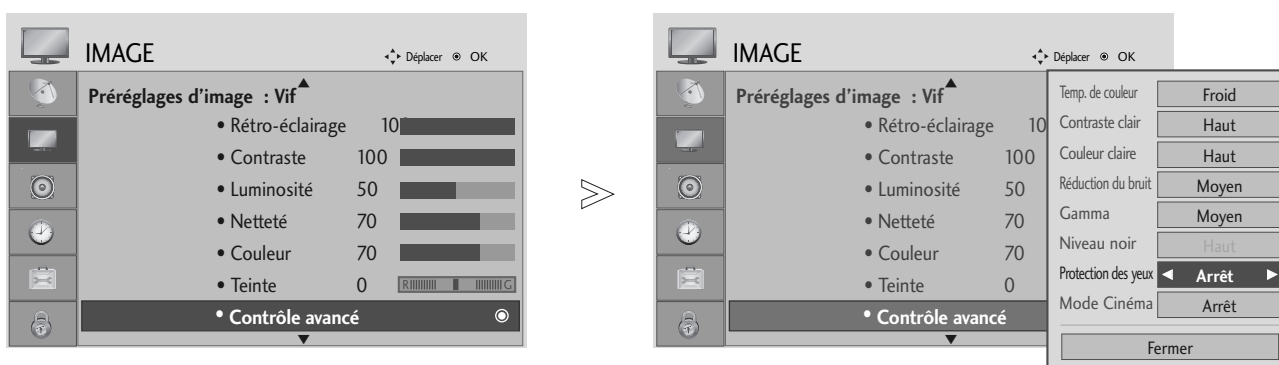 IMAGE
Déplacer OK
Préréglages d'image : Vif
• Rétro-éclairage 10
• Contraste 100
• Luminosité 50
• Netteté 70
• Couleur 70
• Teinte 0 R G
• Contrôle avancé
IMAGE
Déplacer OK
Préréglages d'image : Vif
• Rétro-éclairage 10
• Contraste 100
• Luminosité 50
• Netteté 70
• Couleur 70
• Teinte 0
• Contrôle avancé
Temp. de couleur Froid
Contraste clair Haut
Couleur claire Haut
Réduction du bruit Moyen
Gamma Moyen
Niveau noir Haut
Protection des yeux ◀ Arrêt ▶
Mode Cinéma Arrêt
Fermer